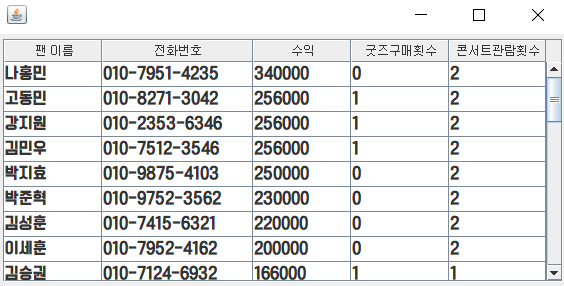 팬 이름 전화번호 수익 굿즈구매횟수 콘서트관람횟수
나홍민 010-7951-4235 340000 0 2
고동민 010-8271-3042 256000 1 2
강지원 010-2353-6346 256000 1 2
김민우 010-7512-3546 256000 1 2
박지효 010-9875-4103 250000 0 2
박준혁 010-9752-3562 230000 0 2
김성훈 010-7415-6321 220000 0 2
이세훈 010-7952-4162 200000 0 2
김승권 010-7124-6932 166000 1 1